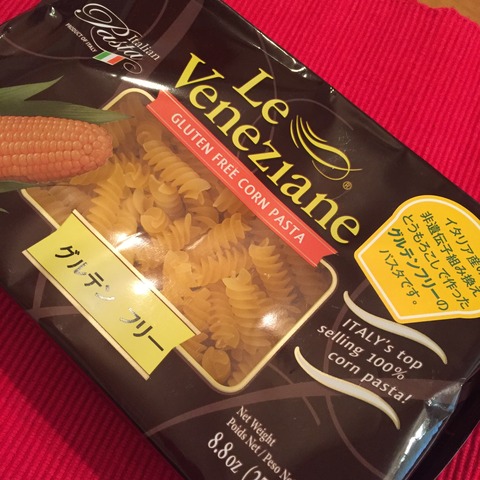 Italian
Pasta
PRODUCT OF ITALY
Le
Veneziane
®
GLUTEN FREE CORN PASTA
グルテンフリー
イタリア産の
非遺伝子組み換え
とうもろこしで作った
グルテンフリーの
パスタです。
ITALY's top
selling 100%
corn pasta!
Net Weight
Poids Net / Peso Ne
8.8oz (25